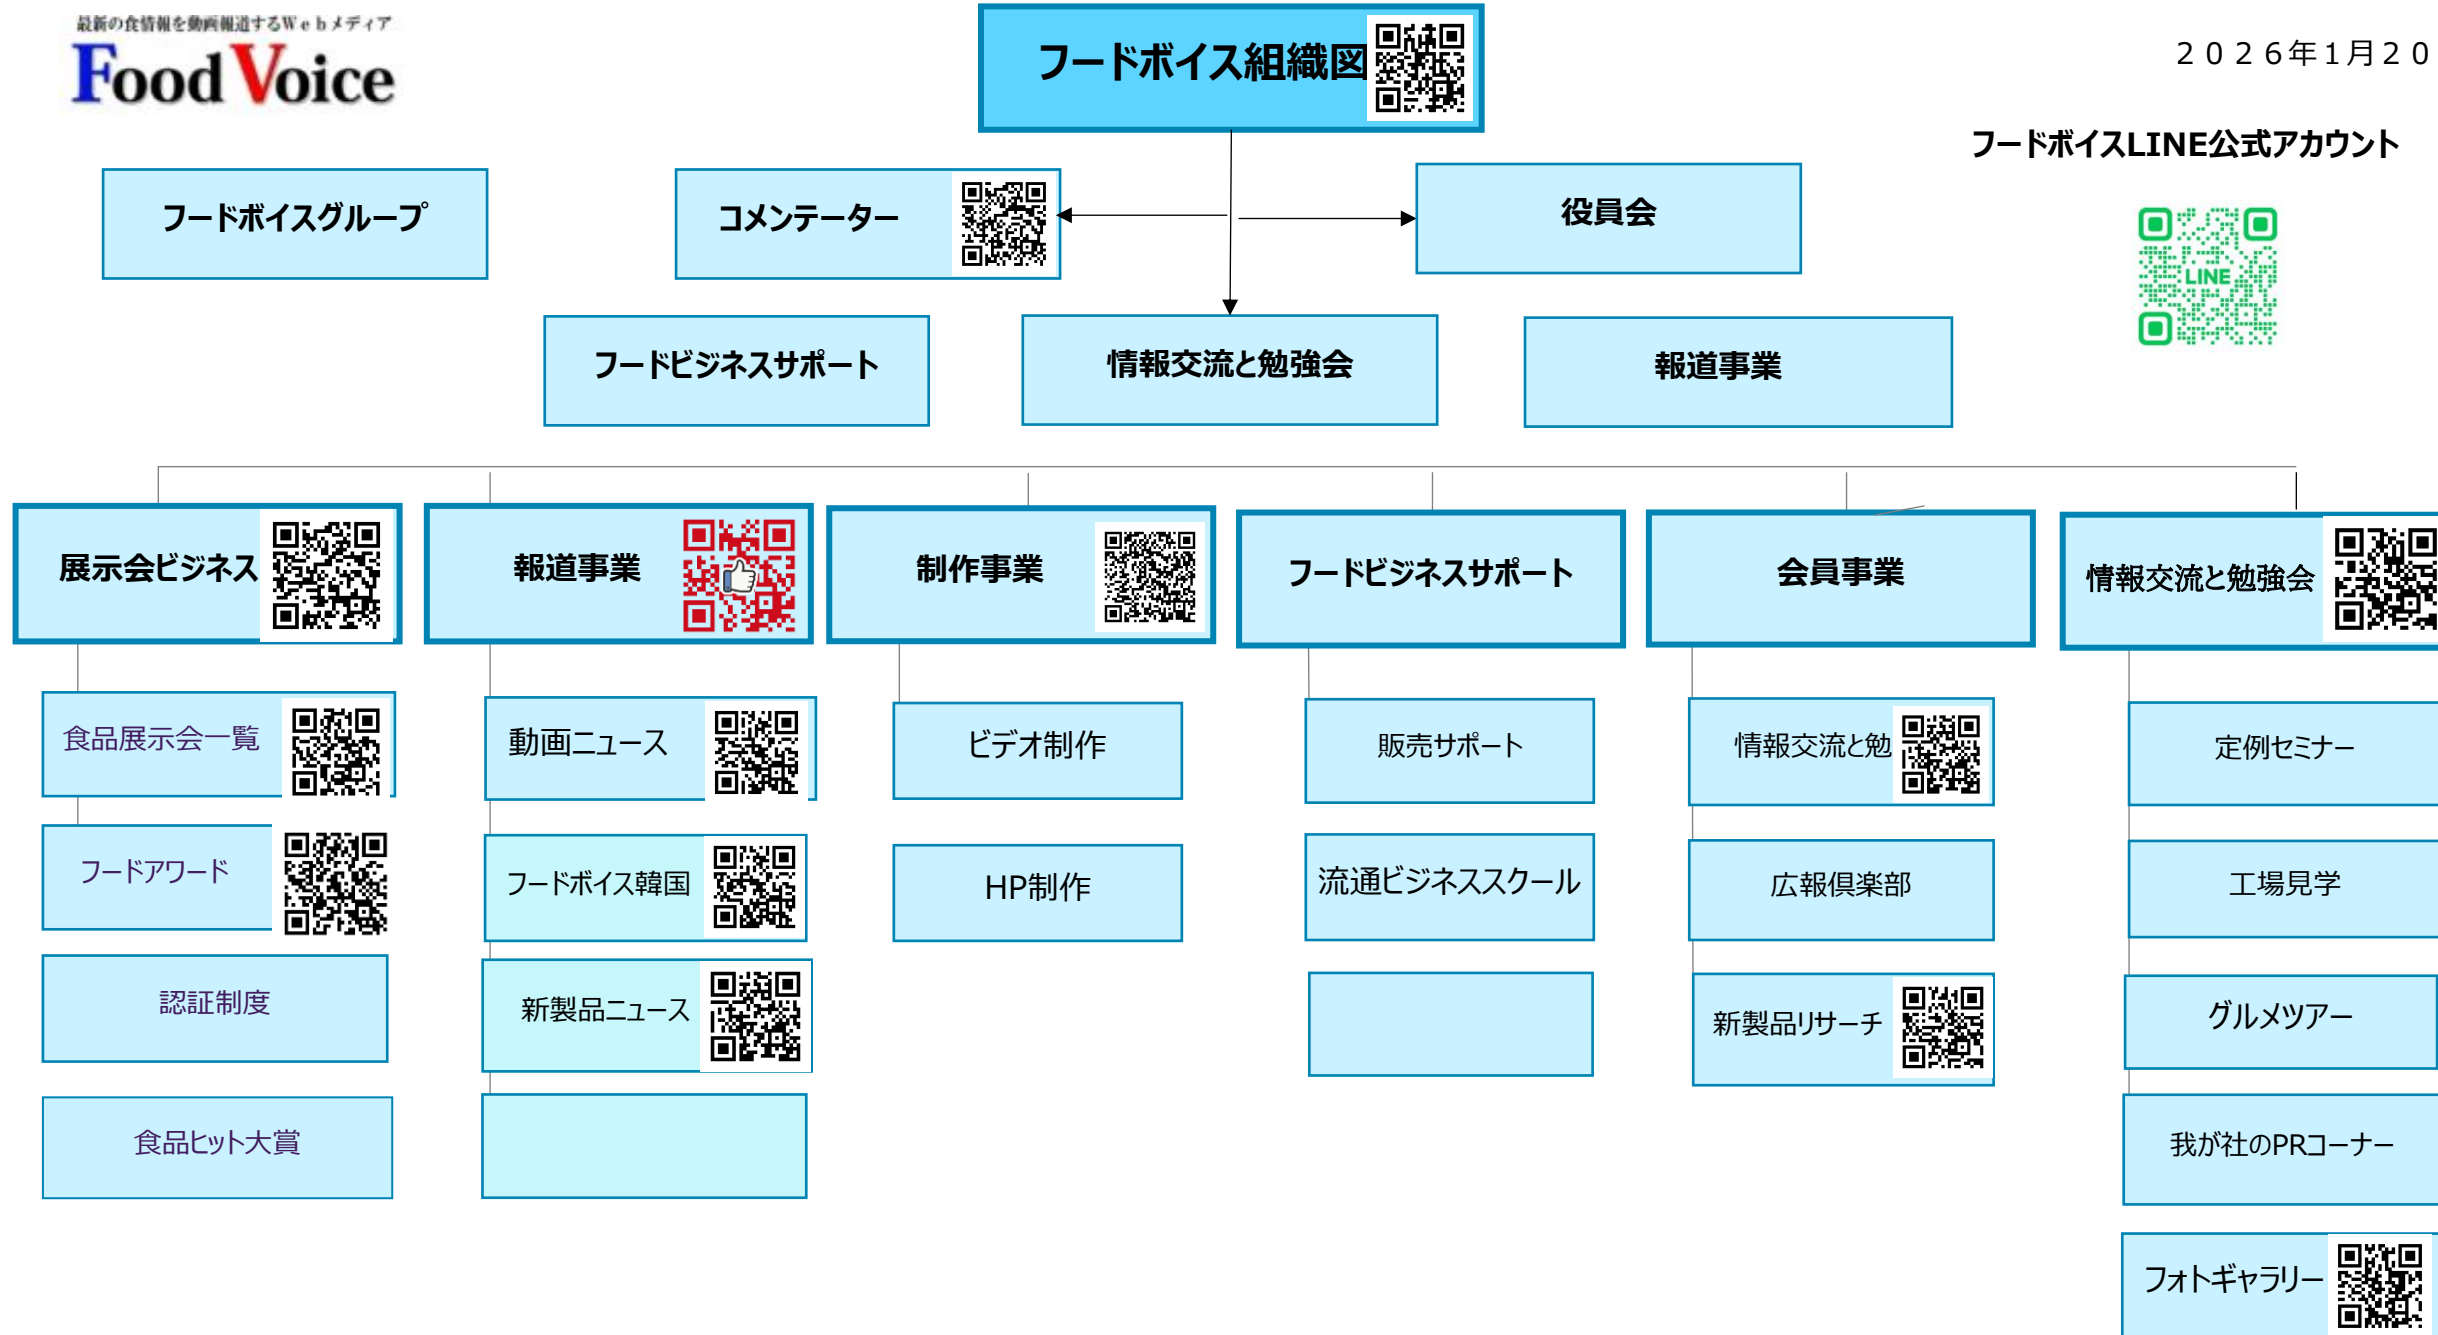 最新の食情報を動画報道するWebメディア
Food Voice
フードボイス組織図
2026年1月20
フードボイスLINE公式アカウント
フードボイスグループ
コメンテーター
役員会
LINE
フードビジネスサポート
情報交流と勉強会
報道事業
展示会ビジネス
報道事業
制作事業
フードビジネスサポート
会員事業
情報交流と勉強会
食品展示会一覧
動画ニュース
ビデオ制作
販売サポート
情報交流と勉
定例セミナー
フードアワード
フードボイス韓国
HP制作
流通ビジネススクール
広報倶楽部
工場見学
認証制度
新製品ニュース
新製品リサーチ
グルメツアー
食品ヒット大賞
我が社のPRコーナー
フォトギャラリー